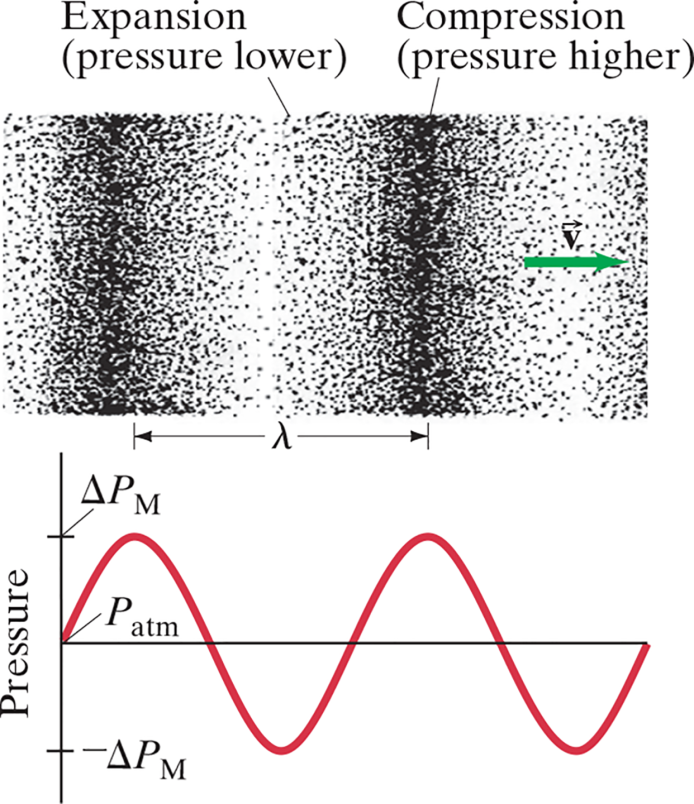 Expansion
(pressure lower)
Compression
(pressure higher)
v⃗
λ
ΔP_M
P_atm
Pressure
−ΔP_M